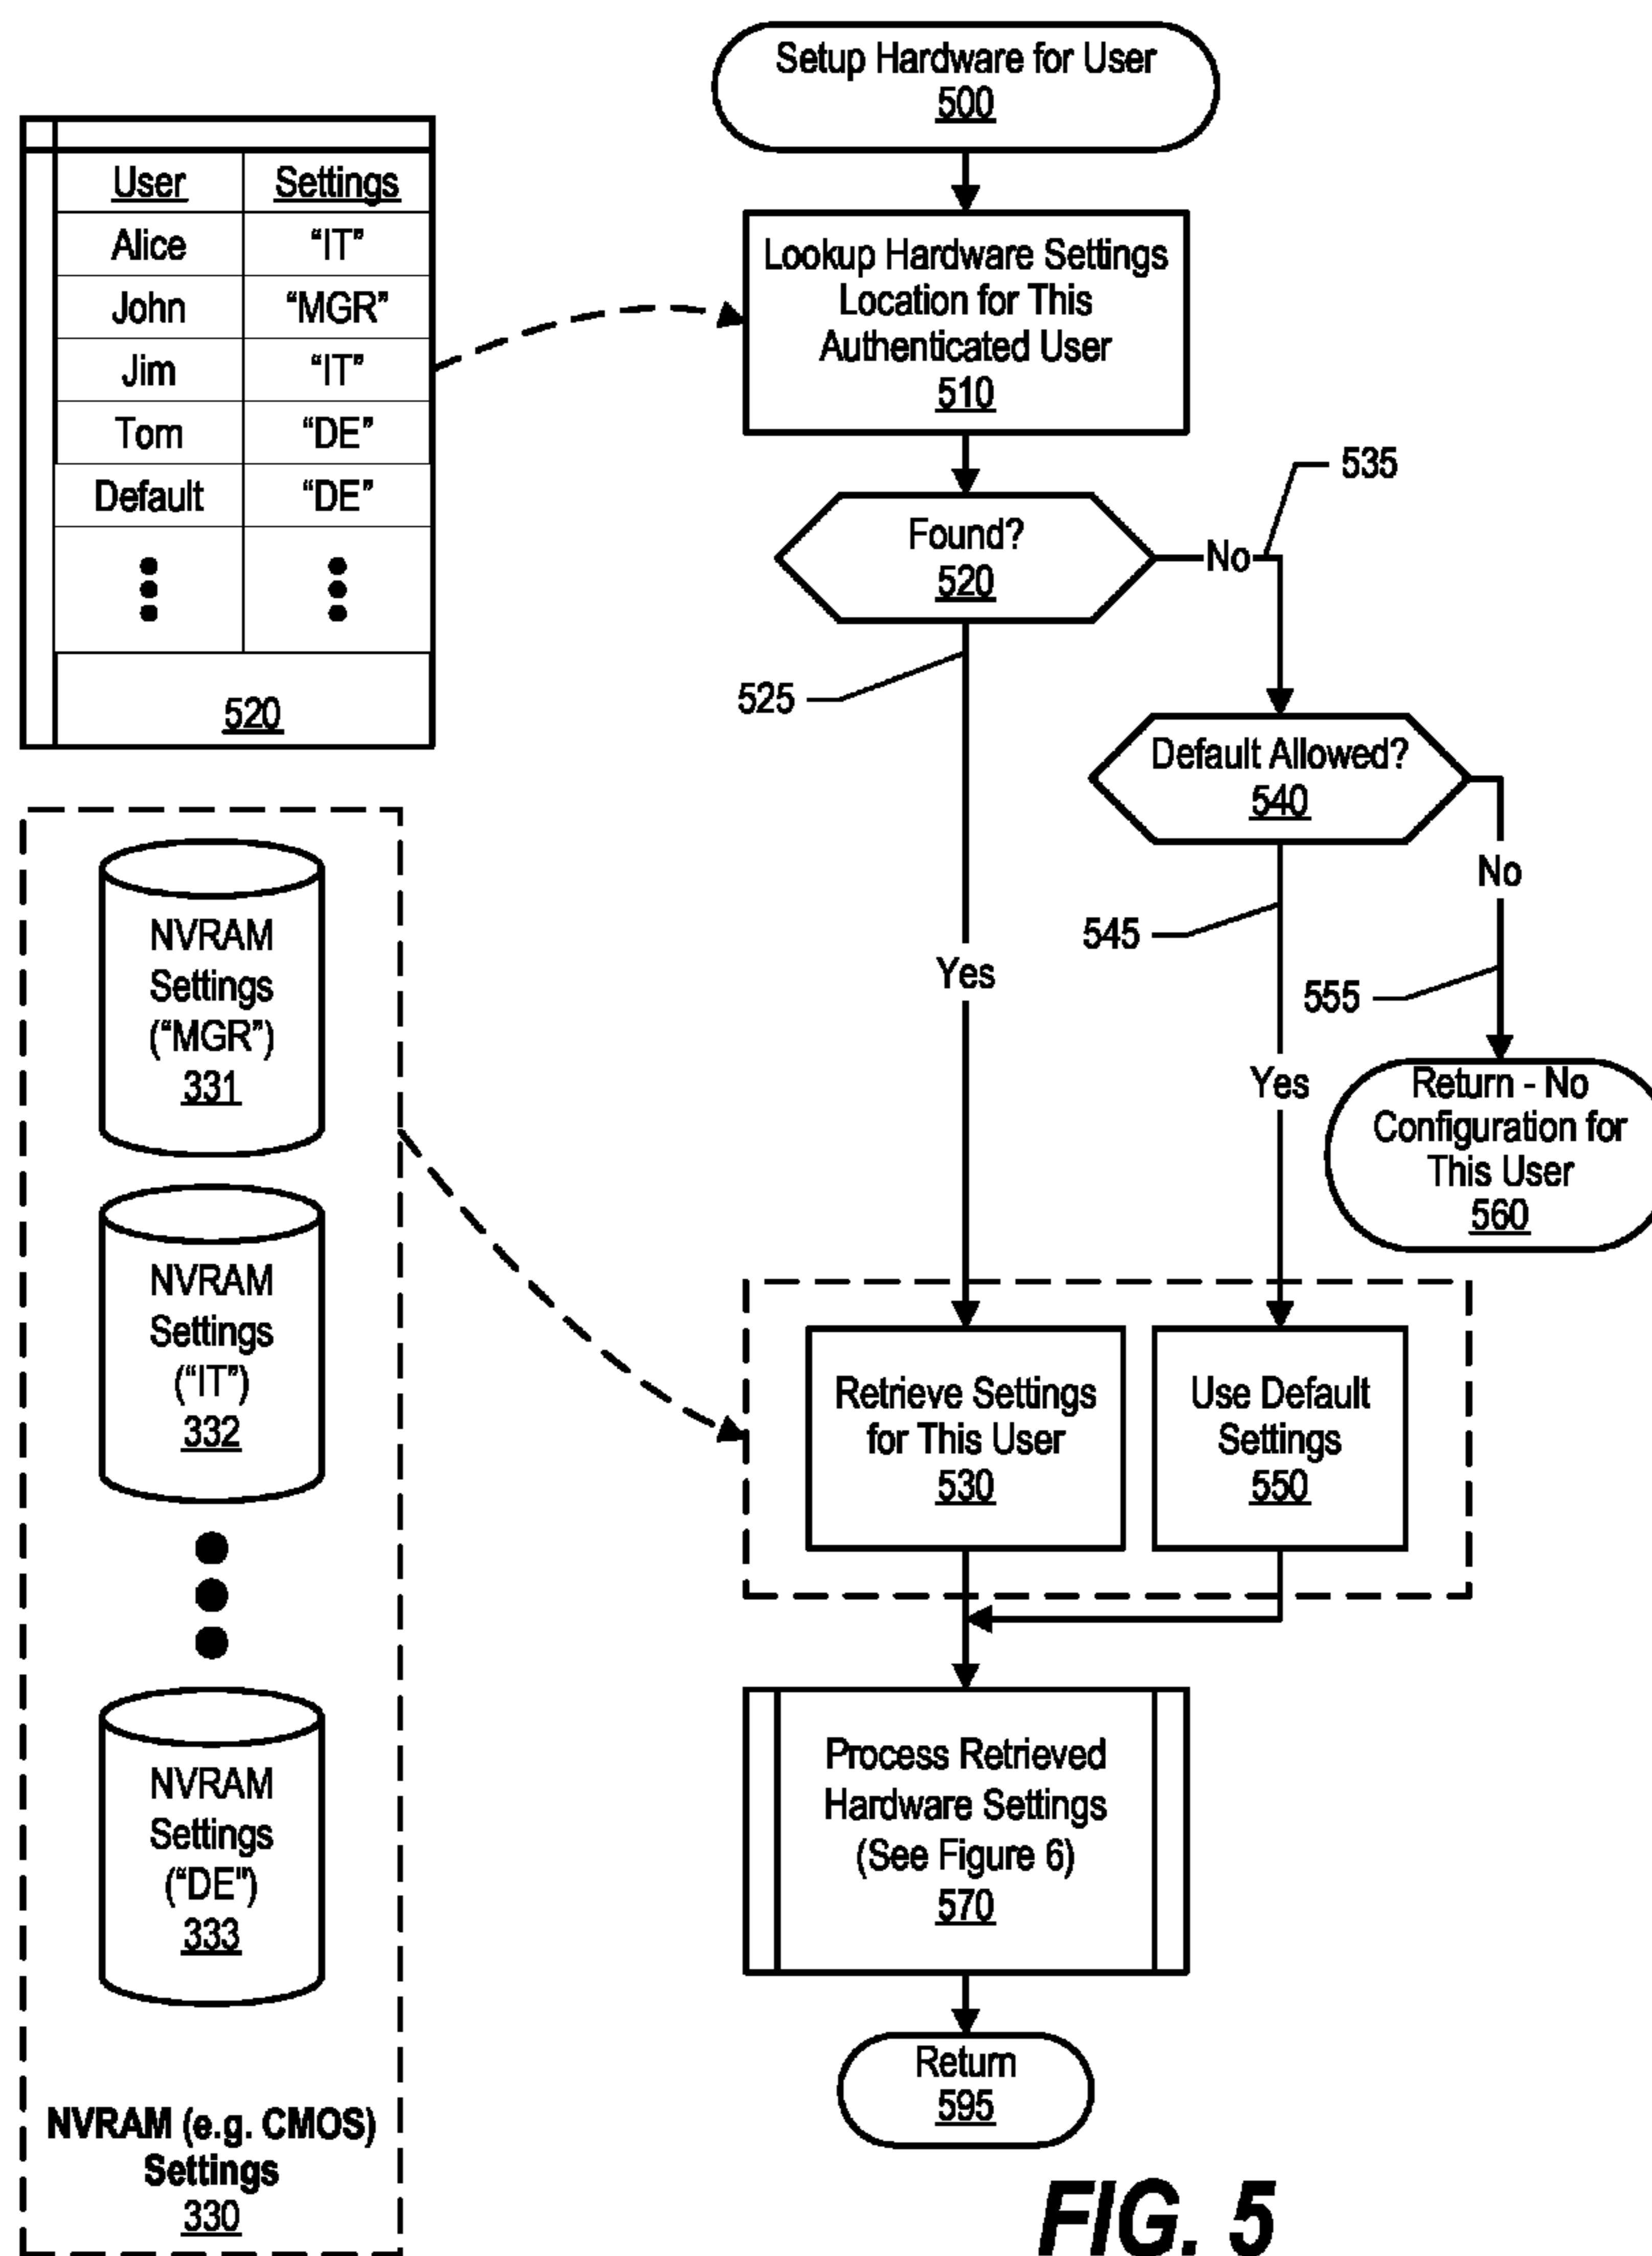 Setup Hardware for User
500
User Settings
Alice “IT”
John “MGR”
Jim “IT”
Tom “DE”
Default “DE”
520
Lookup Hardware Settings
Location for This
Authenticated User
510
Found?
520
No
535
525
Yes
Default Allowed?
540
No
545
555
Yes
Return - No
Configuration for
This User
560
NVRAM
Settings
(“MGR”)
331
NVRAM
Settings
(“IT”)
332
NVRAM
Settings
(“DE”)
333
NVRAM (e.g. CMOS)
Settings
330
Retrieve Settings
for This User
530
Use Default
Settings
550
Process Retrieved
Hardware Settings
(See Figure 6)
570
Return
595
FIG. 5